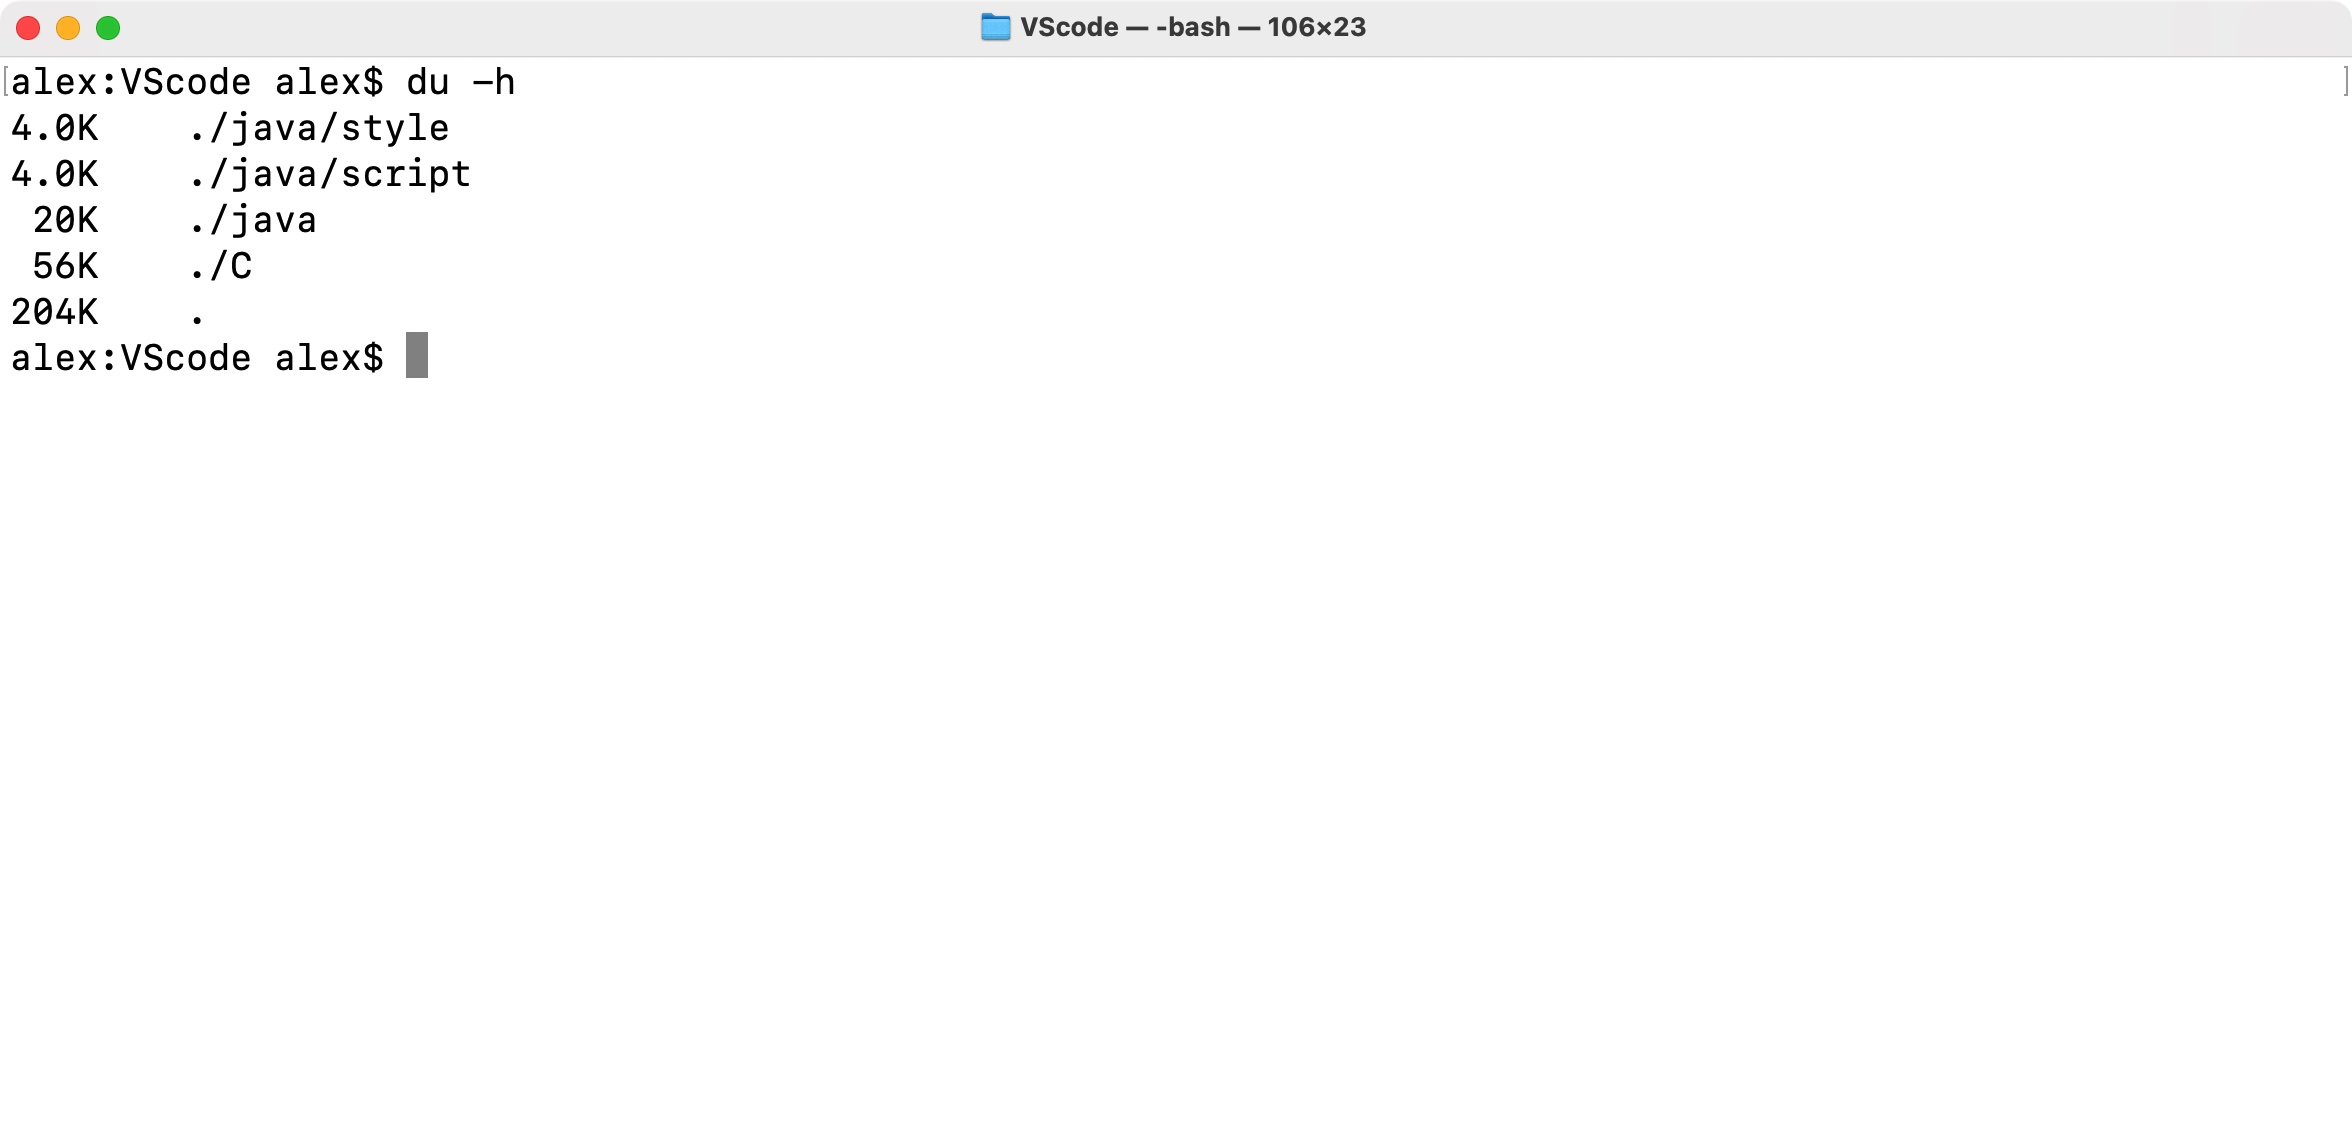 VScode — -bash — 106×23
[alex:VScode alex$ du -h ]
4.0K    ./java/style
4.0K    ./java/script
 20K    ./java
 56K    ./C
204K    .
alex:VScode alex$